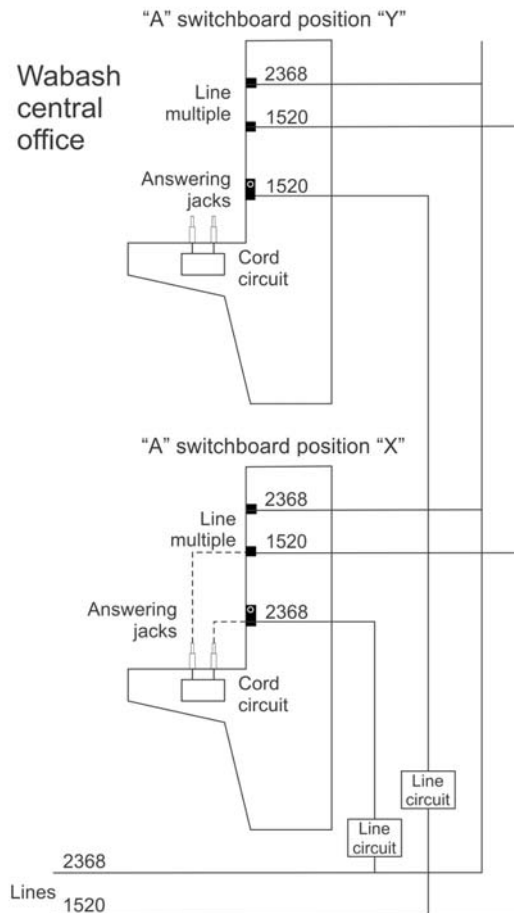 “A” switchboard position “Y”
Wabash
central
office
2368
Line
multiple
1520
Answering
jacks
1520
Cord
circuit
“A” switchboard position “X”
2368
Line
multiple
1520
Answering
jacks
2368
Cord
circuit
Line
circuit
Line
circuit
2368
Lines
1520